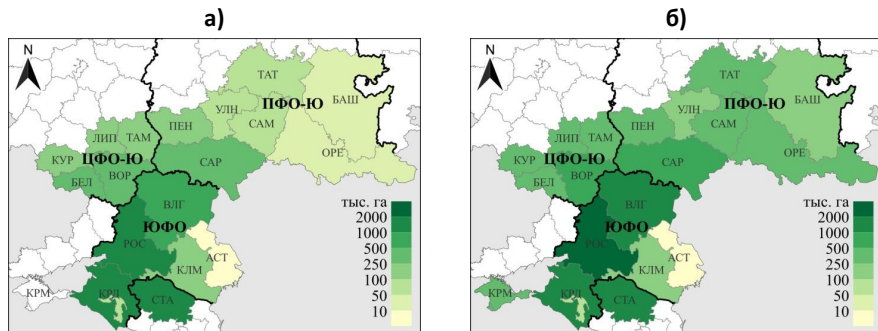 а)
N
ТАТ
БАШ
ПФО-Ю
УЛН
ПЕН
САМ
ЛИП
ТАМ
ОРЕ
КУР
ЦФО-Ю
САР
БЕЛ
ВОР
ВЛГ
ЮФО
РОС
АСТ
КЛМ
КРМ
КРД
СТА
тыс. га
2000
1000
500
250
100
50
10
б)
N
ТАТ
БАШ
ПФО-Ю
УЛН
ПЕН
САМ
ЛИП
ТАМ
ОРЕ
КУР
ЦФО-Ю
САР
БЕЛ
ВОР
ВЛГ
ЮФО
РОС
АСТ
КЛМ
КРМ
КРД
СТА
тыс. га
2000
1000
500
250
100
50
10